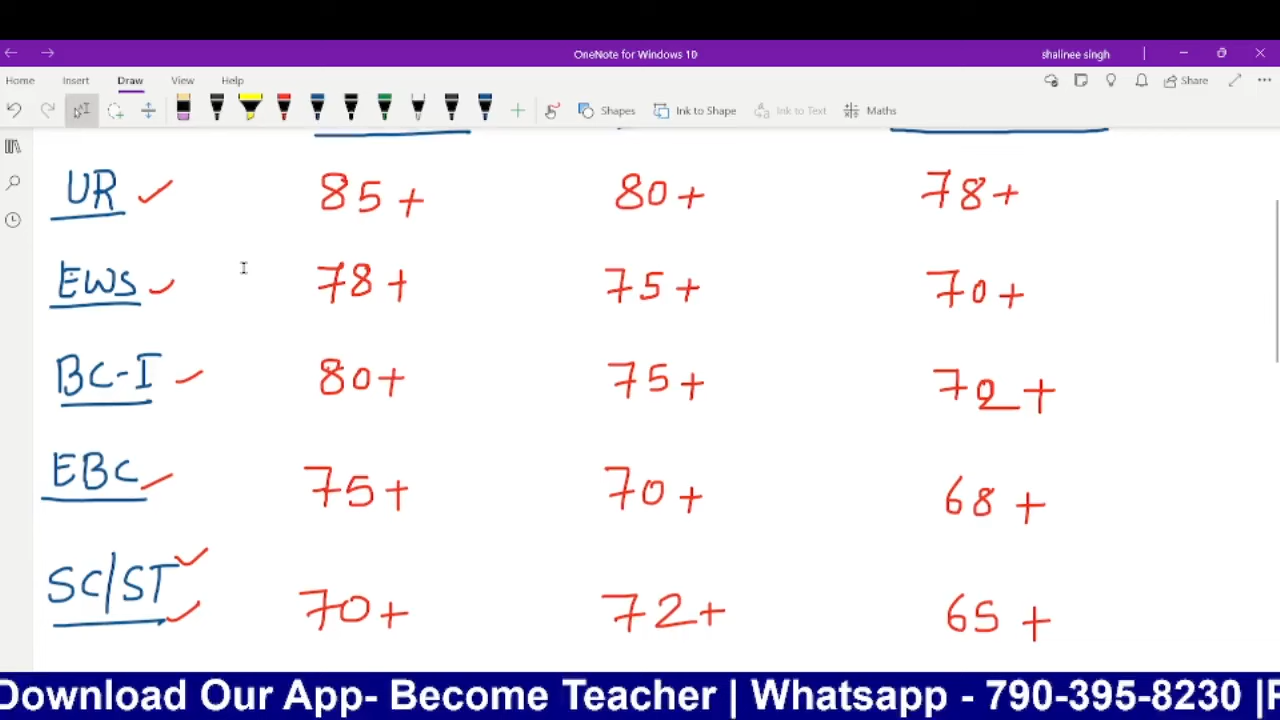 OneNote for Windows 10
shalinee singh
Home Insert Draw View Help Share
Shapes Ink to Shape Ink to Text Maths
UR 85+ 80+ 78+
EWS 78+ 75+ 70+
BC-I 80+ 75+ 72+
EBC 75+ 70+ 68+
SC/ST 70+ 72+ 65+
Download Our App- Become Teacher | Whatsapp - 790-395-8230 |